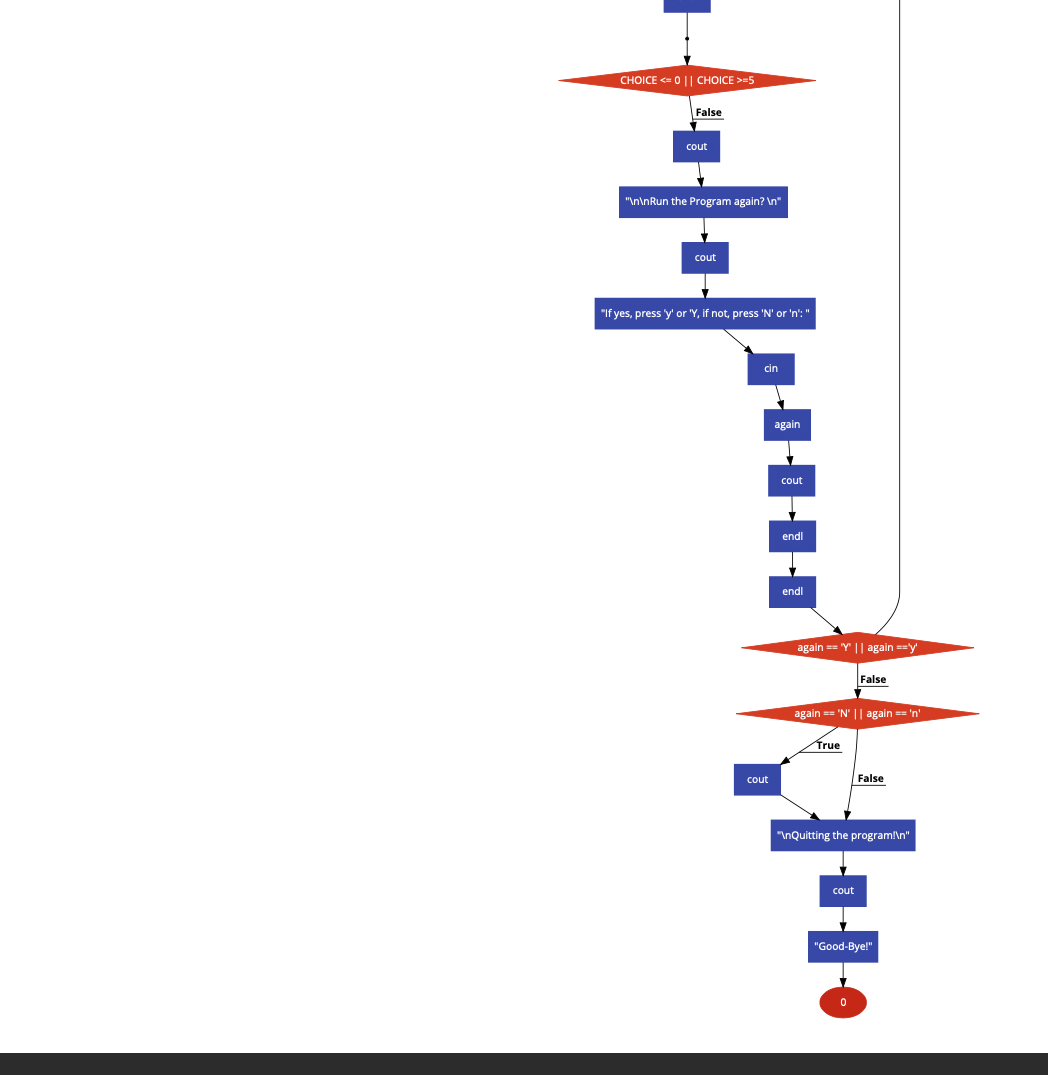 CHOICE <= 0 || CHOICE >=5
False
cout
"\n\nRun the Program again? \n"
cout
"If yes, press 'y' or 'Y, if not, press 'N' or 'n': "
cin
again
cout
endl
endl
again == 'Y' || again =='y'
False
again == 'N' || again == 'n'
True
False
cout
"\nQuitting the program!\n"
cout
"Good-Bye!"
0